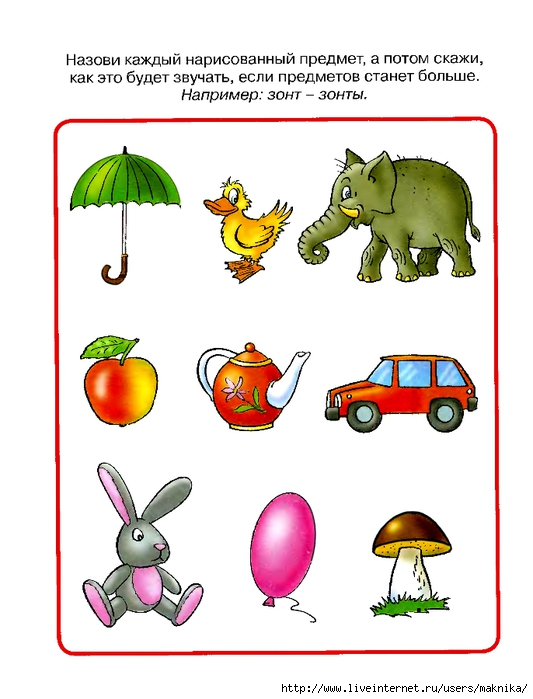 Назови каждый нарисованный предмет, а потом скажи,
как это будет звучать, если предметов станет больше.
Например: зонт – зонты.
http://www.liveinternet.ru/users/maknika/